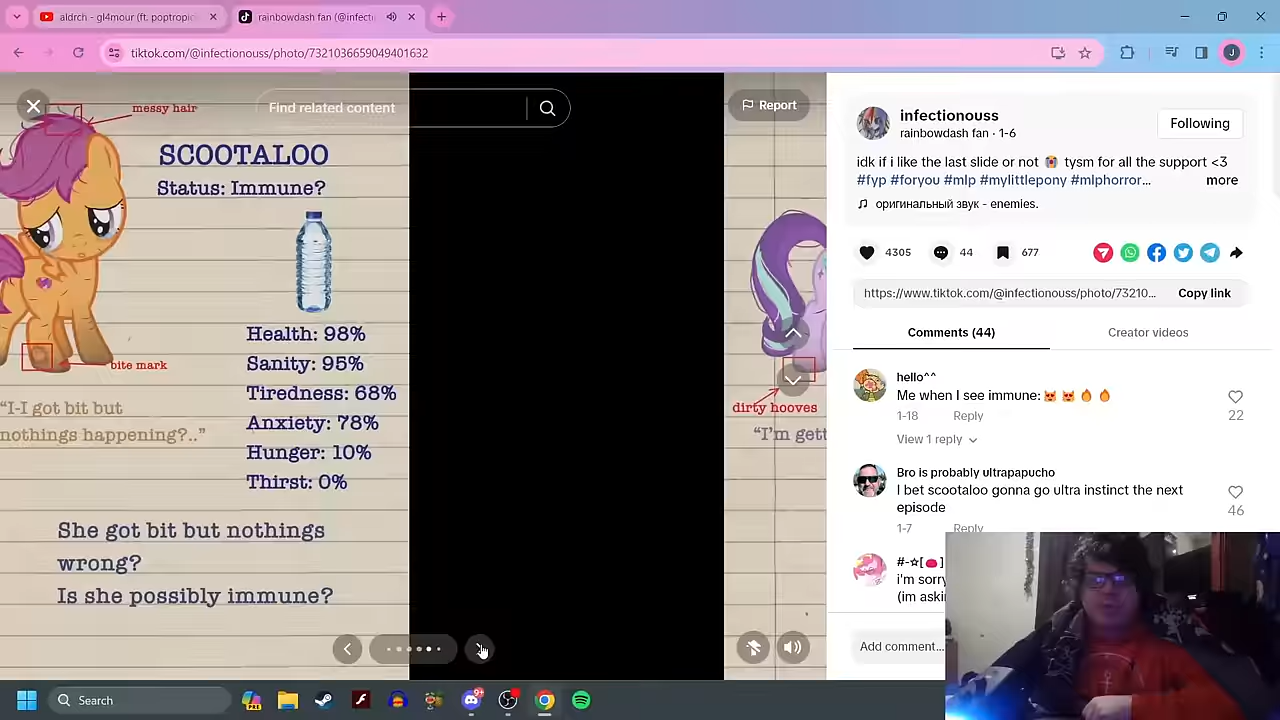 aldrch - gl4mour (ft. poptropic
rainbowdash fan (@infecti
tiktok.com/@infectionouss/photo/7321036659049401632
J
Find related content
Report
messy hair
SCOOTALOO
Status: Immune?
Health: 98%
Sanity: 95%
Tiredness: 68%
Anxiety: 78%
Hunger: 10%
Thirst: 0%
bite mark
“I-I got bit but
nothings happening?..”
She got bit but nothings
wrong?
Is she possibly immune?
dirty hooves
“I’m gett
infectionouss
rainbowdash fan · 1-6
Following
idk if i like the last slide or not 😭 tysm for all the support <3
#fyp #foryou #mlp #mylittlepony #mlphorror... more
оригинальный звук - enemies.
4305
44
677
https://www.tiktok.com/@infectionouss/photo/73210...
Copy link
Comments (44)
Creator videos
hello^^
Me when I see immune: 😻 😻 🔥 🔥
1-18 Reply
22
View 1 reply
Bro is probably ultrapapucho
I bet scootaloo gonna go ultra instinct the next
episode
1-7 Reply
46
#-☆[👛]
i'm sorry
(im aski
Add comment...
Search
9+